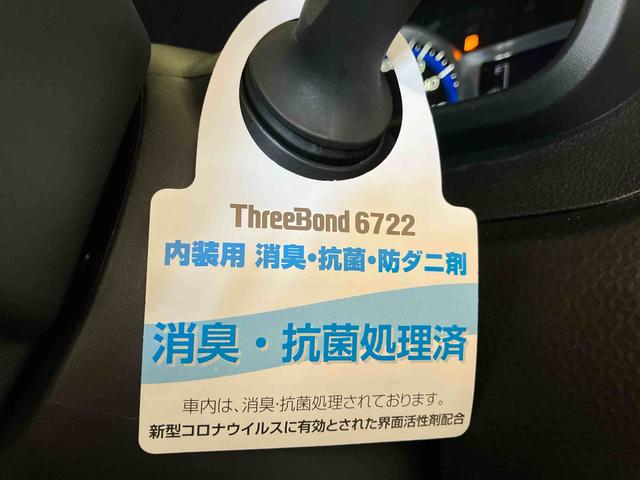 ThreeBond 6722
内装用 消臭・抗菌・防ダニ剤
消臭・抗菌処理済
車内は、消臭・抗菌処理されております。
新型コロナウイルスに有効とされた界面活性剤配合